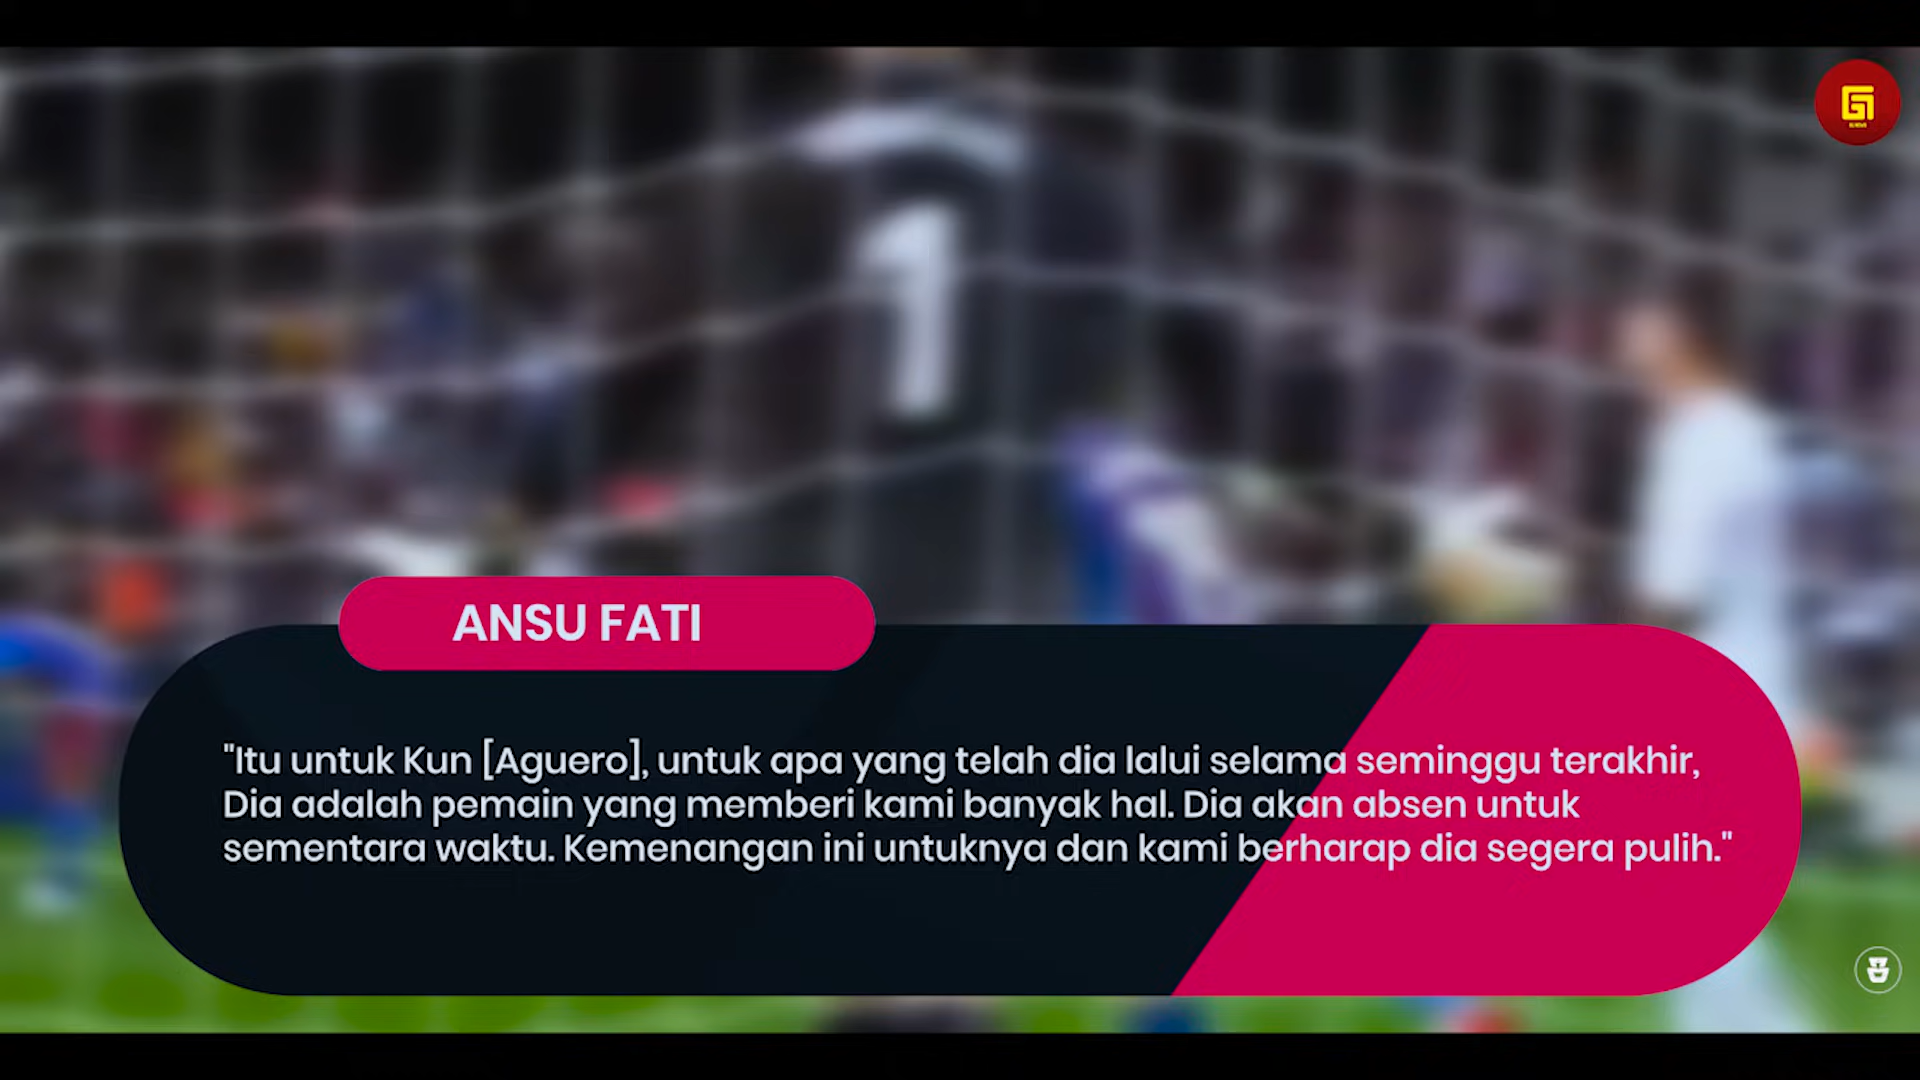 1
ANSU FATI
"Itu untuk Kun [Aguero], untuk apa yang telah dia lalui selama seminggu terakhir,
Dia adalah pemain yang memberi kami banyak hal. Dia akan absen untuk
sementara waktu. Kemenangan ini untuknya dan kami berharap dia segera pulih."